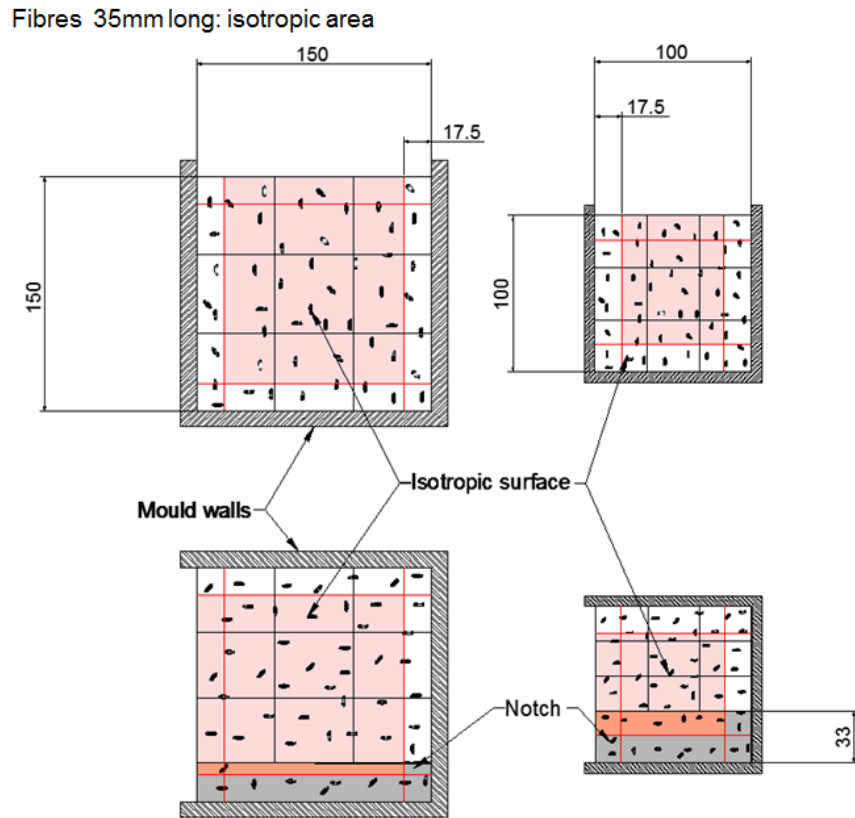 Fibres 35mm long: isotropic area
150
100
17.5
17.5
150
100
Isotropic surface
Mould walls
Notch
33